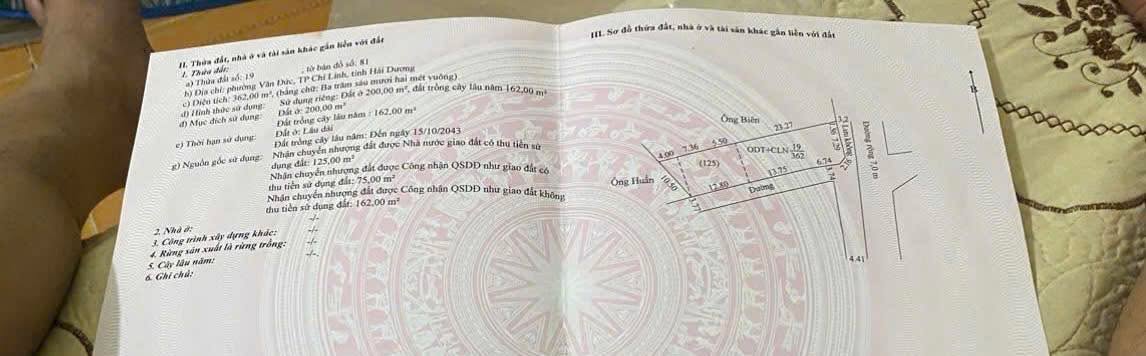 II. Thửa đất, nhà ở và tài sản khác gắn liền với đất
1. Thửa đất:
a) Thửa đất số: 19 , tờ bản đồ số: 81
b) Địa chỉ: phường Văn Đức, TP Chí Linh, tỉnh Hải Dương
c) Diện tích: 362,00 m², (bằng chữ: Ba trăm sáu mươi hai mét vuông)
d) Hình thức sử dụng: Sử dụng riêng: Đất ở 200,00 m², đất trồng cây lâu năm 162,00 m²
đ) Mục đích sử dụng: Đất ở: 200,00 m²
Đất trồng cây lâu năm : 162,00 m²
e) Thời hạn sử dụng: Đất ở: Lâu dài
Đất trồng cây lâu năm: Đến ngày 15/10/2043
g) Nguồn gốc sử dụng: Nhận chuyển nhượng đất được Nhà nước giao đất có thu tiền sử
dụng đất: 125,00 m²
Nhận chuyển nhượng đất được Công nhận QSDĐ như giao đất có
thu tiền sử dụng đất: 75,00 m²
Nhận chuyển nhượng đất được Công nhận QSDĐ như giao đất không
thu tiền sử dụng đất: 162,00 m²
2. Nhà ở: -/-
3. Công trình xây dựng khác: -/-
4. Rừng sản xuất là rừng trồng: -/-
5. Cây lâu năm: -/-
6. Ghi chú:
III. Sơ đồ thửa đất, nhà ở và tài sản khác gắn liền với đất
B
Ông Biên
23.27
3.2
4.00 7.36 5.50
ODT+CLN 19/362
(125)
6.74
13.75
Ông Huấn
10.50
12.80
Đường
3.77
Đường rộng 7,0 m
4.41